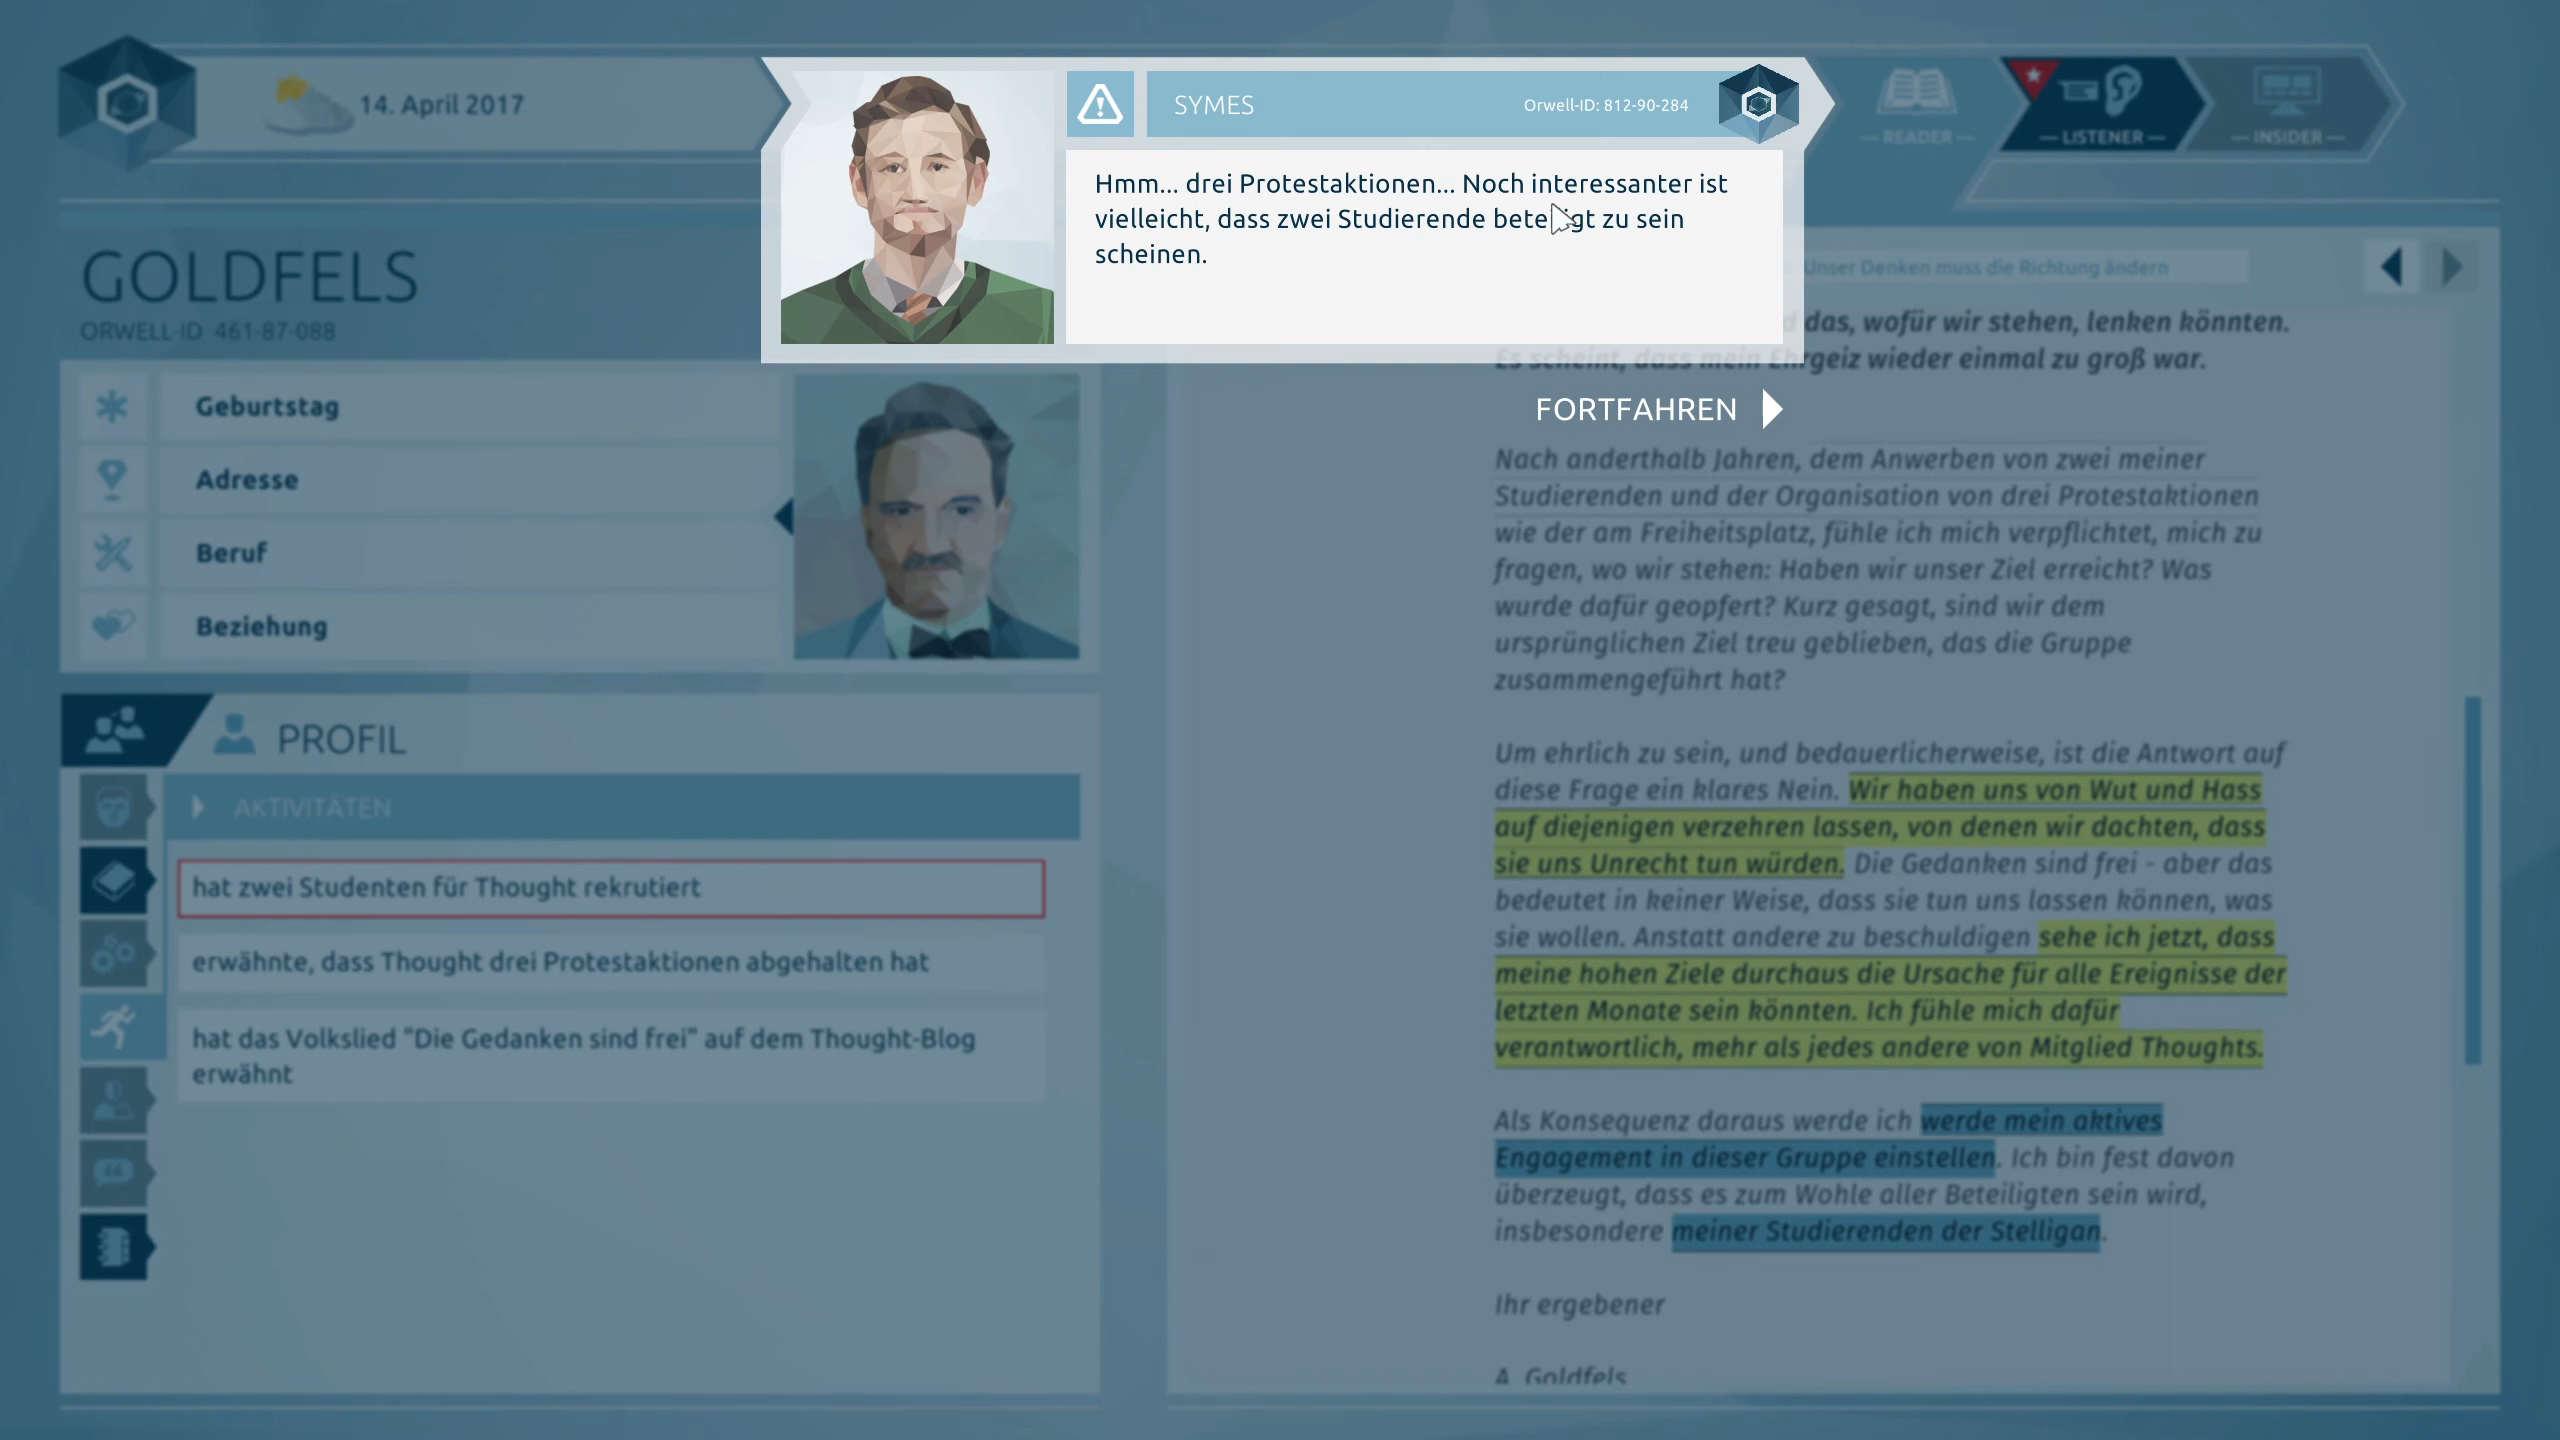 14. April 2017
SYMES
Orwell-ID: 812-90-284
Hmm... drei Protestaktionen... Noch interessanter ist
vielleicht, dass zwei Studierende beteiligt zu sein
scheinen.
FORTFAHREN
READER
LISTENER
INSIDER
GOLDFELS
ORWELL-ID 461-87-088
Geburtstag
Adresse
Beruf
Beziehung
PROFIL
AKTIVITÄTEN
hat zwei Studenten für Thought rekrutiert
erwähnte, dass Thought drei Protestaktionen abgehalten hat
hat das Volkslied "Die Gedanken sind frei" auf dem Thought-Blog
erwähnt
Unser Denken muss die Richtung ändern
das, wofür wir stehen, lenken könnten.
Es scheint, dass mein Ehrgeiz wieder einmal zu groß war.
Nach anderthalb Jahren, dem Anwerben von zwei meiner
Studierenden und der Organisation von drei Protestaktionen
wie der am Freiheitsplatz, fühle ich mich verpflichtet, mich zu
fragen, wo wir stehen: Haben wir unser Ziel erreicht? Was
wurde dafür geopfert? Kurz gesagt, sind wir dem
ursprünglichen Ziel treu geblieben, das die Gruppe
zusammengeführt hat?
Um ehrlich zu sein, und bedauerlicherweise, ist die Antwort auf
diese Frage ein klares Nein. Wir haben uns von Wut und Hass
auf diejenigen verzehren lassen, von denen wir dachten, dass
sie uns Unrecht tun würden. Die Gedanken sind frei - aber das
bedeutet in keiner Weise, dass sie tun uns lassen können, was
sie wollen. Anstatt andere zu beschuldigen sehe ich jetzt, dass
meine hohen Ziele durchaus die Ursache für alle Ereignisse der
letzten Monate sein könnten. Ich fühle mich dafür
verantwortlich, mehr als jedes andere von Mitglied Thoughts.
Als Konsequenz daraus werde ich werde mein aktives
Engagement in dieser Gruppe einstellen. Ich bin fest davon
überzeugt, dass es zum Wohle aller Beteiligten sein wird,
insbesondere meiner Studierenden der Stelligan.
Ihr ergebener
A. Goldfels